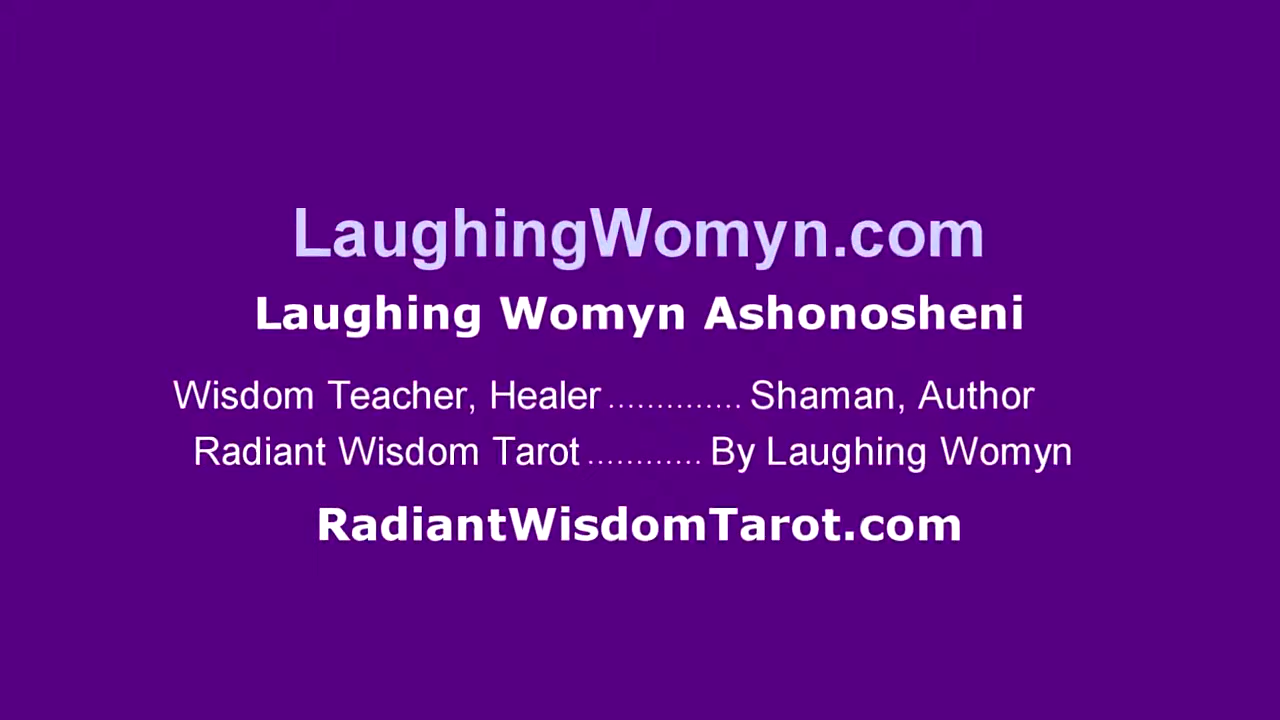 LaughingWomyn.com
Laughing Womyn Ashonosheni
Wisdom Teacher, Healer.............. Shaman, Author
Radiant Wisdom Tarot............ By Laughing Womyn
RadiantWisdomTarot.com